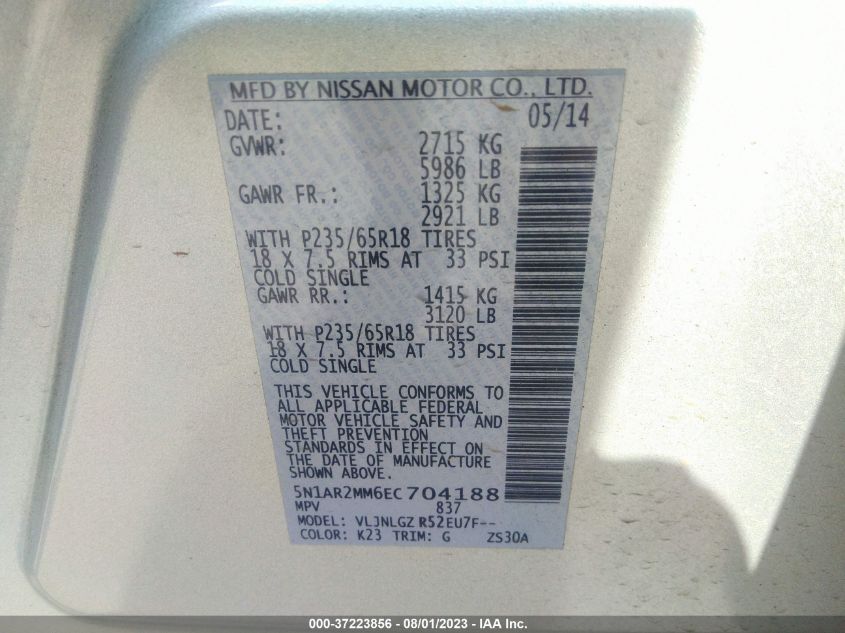 MFD BY NISSAN MOTOR CO., LTD.
DATE: 05/14
GVWR: 2715 KG
5986 LB
GAWR FR.: 1325 KG
2921 LB
WITH P235/65R18 TIRES
18 X 7.5 RIMS AT 33 PSI
COLD SINGLE
GAWR RR.: 1415 KG
3120 LB
WITH P235/65R18 TIRES
18 X 7.5 RIMS AT 33 PSI
COLD SINGLE
THIS VEHICLE CONFORMS TO
ALL APPLICABLE FEDERAL
MOTOR VEHICLE SAFETY AND
THEFT PREVENTION
STANDARDS IN EFFECT ON
THE DATE OF MANUFACTURE
SHOWN ABOVE.
5N1AR2MM6EC704188
MPV 837
MODEL: VLJNLGZ R52EU7F--
COLOR: K23 TRIM: G ZS30A
000-37223856 - 08/01/2023 - IAA Inc.